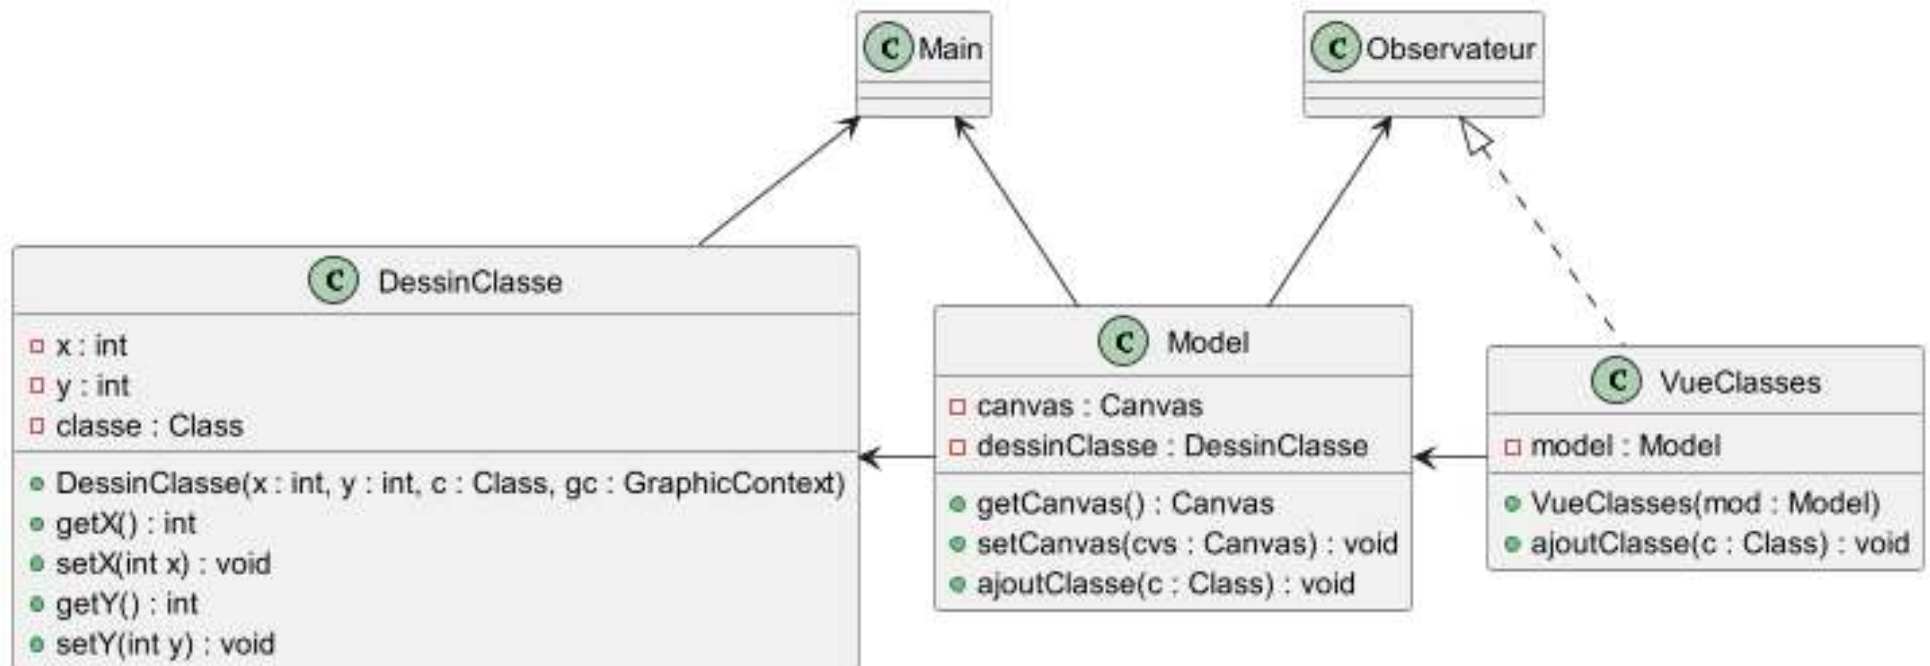 C Main
C Observateur
C DessinClasse
x : int
y : int
classe : Class
DessinClasse(x : int, y : int, c : Class, gc : GraphicContext)
getX() : int
setX(int x) : void
getY() : int
setY(int y) : void
C Model
canvas : Canvas
dessinClasse : DessinClasse
getCanvas() : Canvas
setCanvas(cvs : Canvas) : void
ajoutClasse(c : Class) : void
C VueClasses
model : Model
VueClasses(mod : Model)
ajoutClasse(c : Class) : void